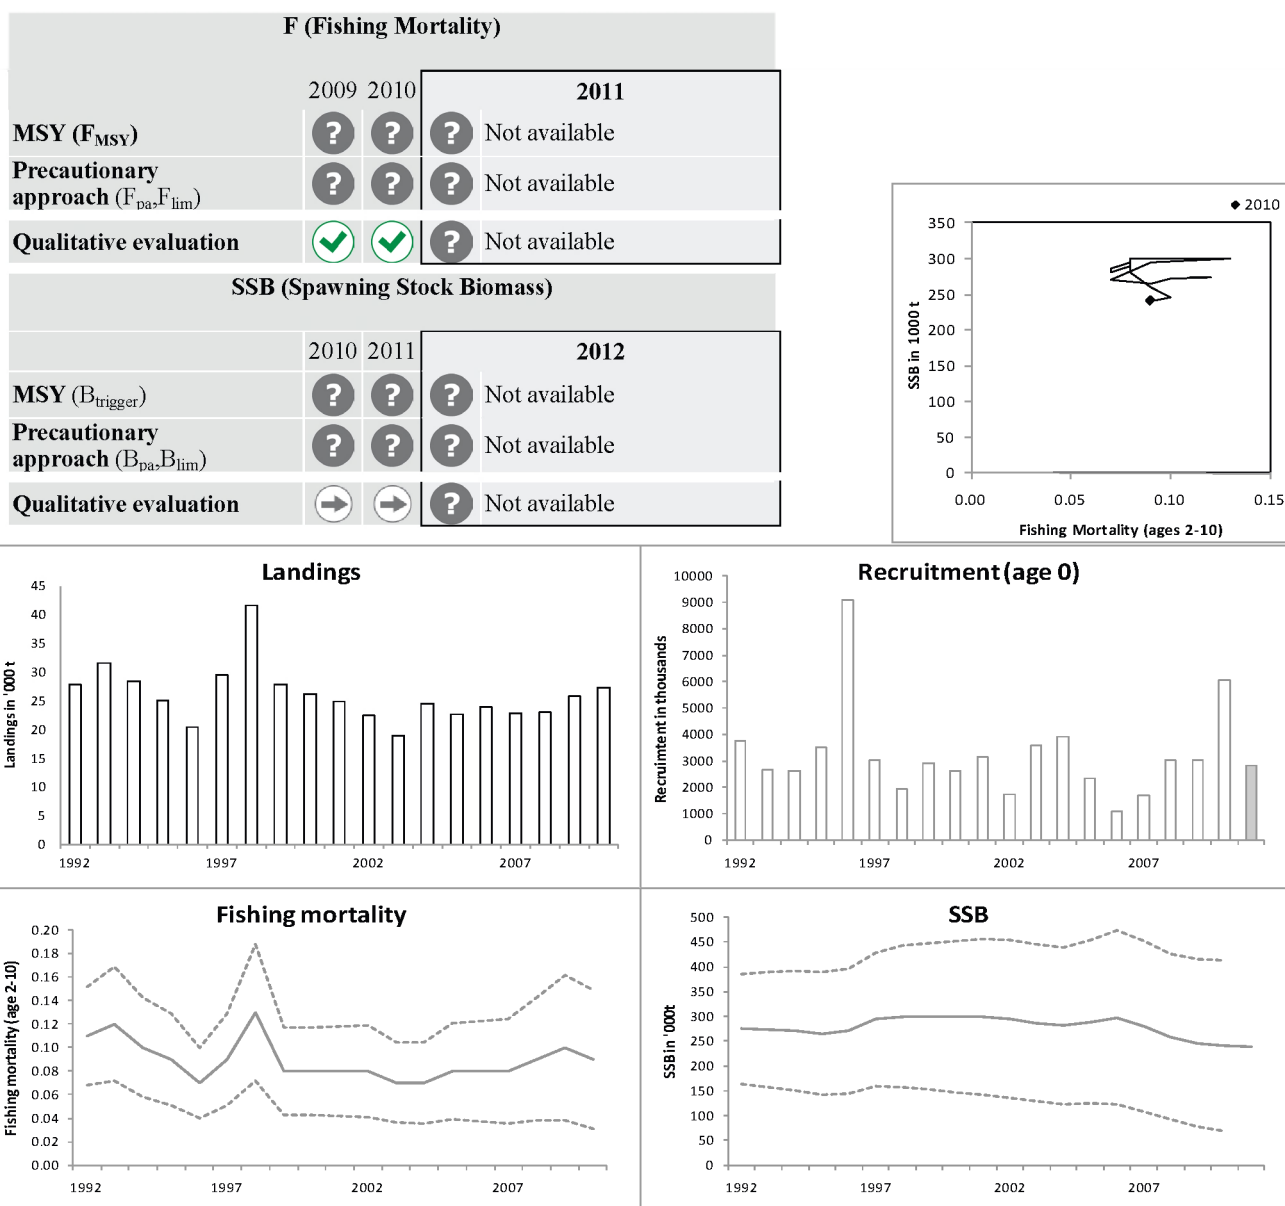 F (Fishing Mortality)
2009 2010 2011
MSY (FMSY) ? ? ? Not available
Precautionary
approach (Fpa,Flim) ? ? ? Not available
Qualitative evaluation ? Not available
SSB (Spawning Stock Biomass)
2010 2011 2012
MSY (Btrigger) ? ? ? Not available
Precautionary
approach (Bpa,Blim) ? ? ? Not available
Qualitative evaluation ? Not available
2010
350
300
250
200
150
100
50
0
0.00 0.05 0.10 0.15
SSB in 1000 t
Fishing Mortality (ages 2-10)
Landings
45
40
35
30
25
20
15
10
5
0
Landings in '000 t
1992 1997 2002 2007
Recruitment (age 0)
10000
9000
8000
7000
6000
5000
4000
3000
2000
1000
0
Recruimtent in thousands
1992 1997 2002 2007
Fishing mortality
0.20
0.18
0.16
0.14
0.12
0.10
0.08
0.06
0.04
0.02
0.00
Fishing mortality (age 2-10)
1992 1997 2002 2007
SSB
500
450
400
350
300
250
200
150
100
50
0
SSB in '000t
1992 1997 2002 2007